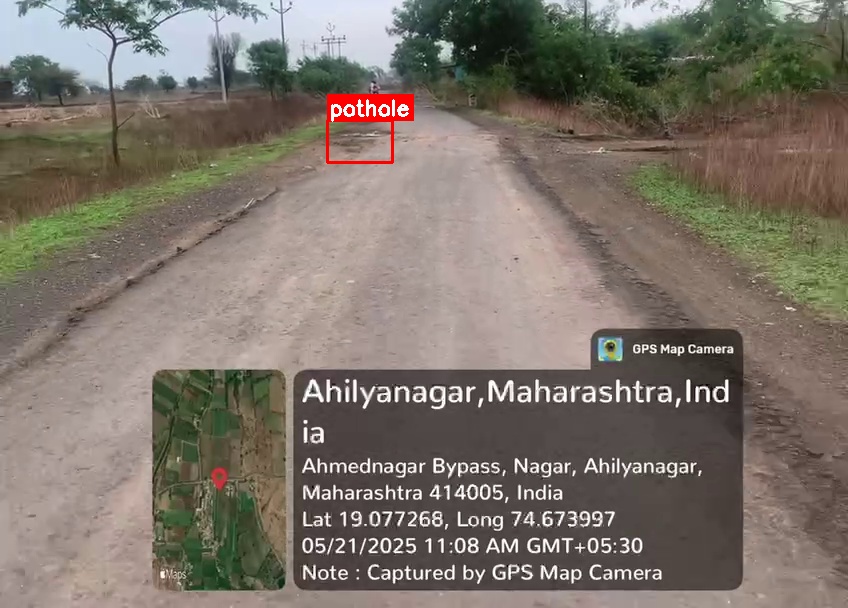 pothole
GPS Map Camera
Ahilyanagar,Maharashtra,Ind
ia
Ahmednagar Bypass, Nagar, Ahilyanagar,
Maharashtra 414005, India
Lat 19.077268, Long 74.673997
05/21/2025 11:08 AM GMT+05:30
Note : Captured by GPS Map Camera
Maps